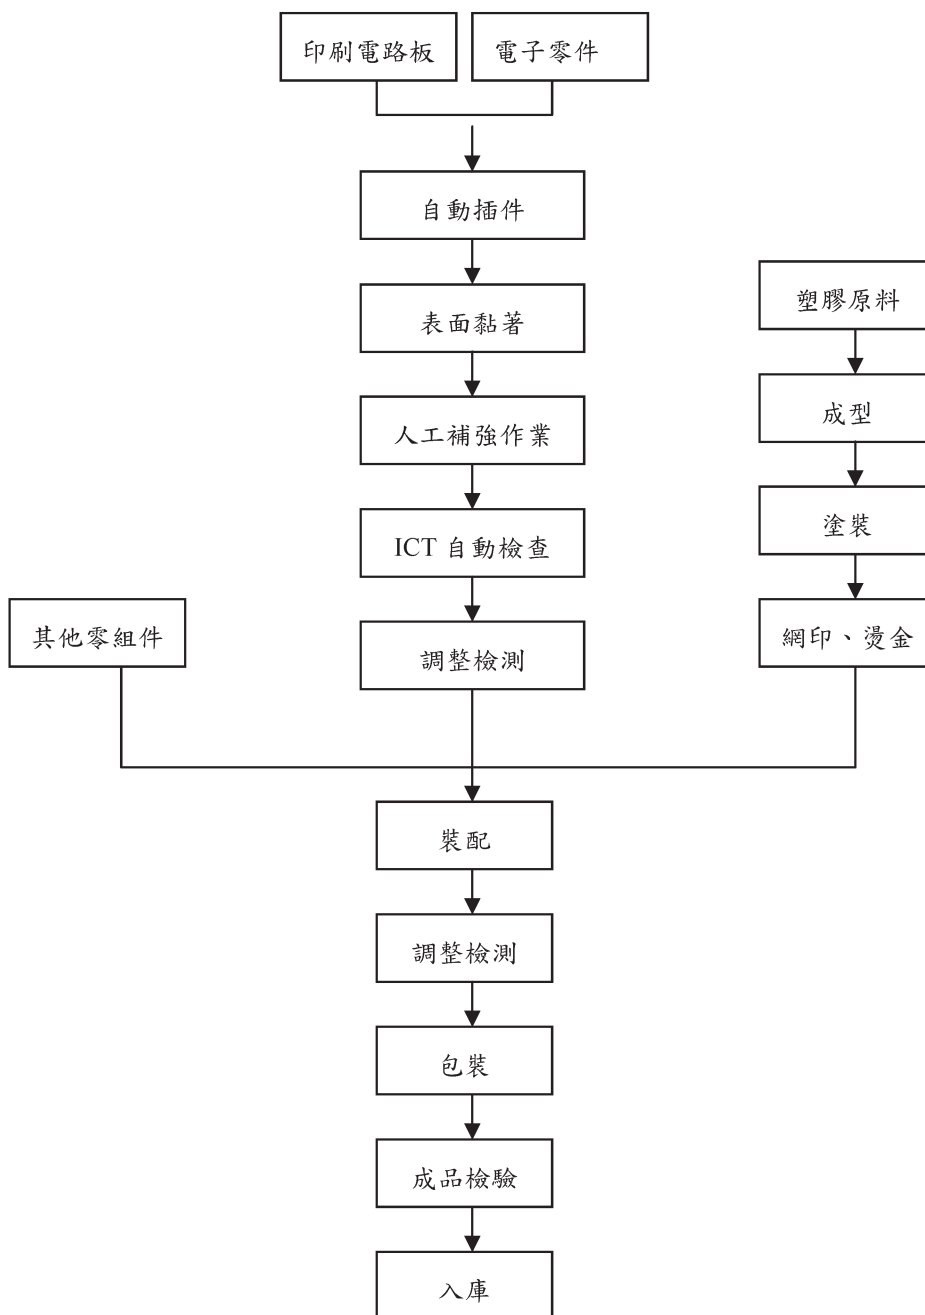 印刷電路板
電子零件
自動插件
表面黏著
人工補強作業
ICT 自動檢查
調整檢測
塑膠原料
成型
塗裝
網印、燙金
其他零組件
裝配
調整檢測
包裝
成品檢驗
入庫